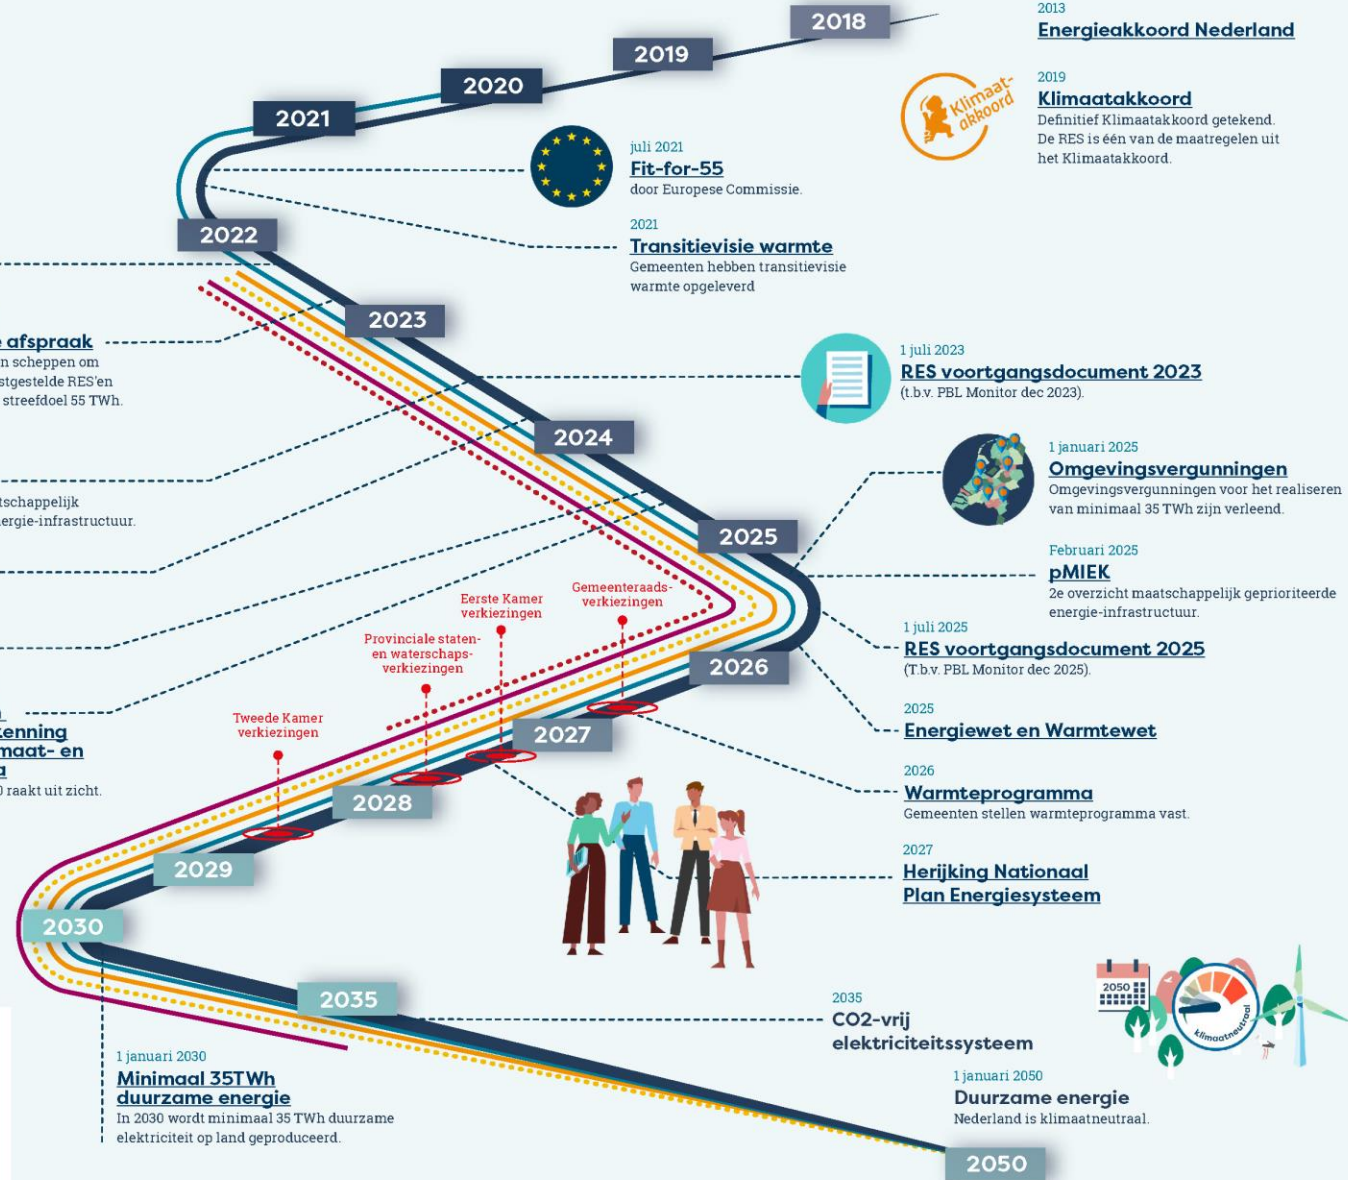 2018
2019
2020
2021
2022
2023
2024
2025
2026
2027
2028
2029
2030
2035
2050
2013
Energieakkoord Nederland
2019
Klimaatakkoord
Definitief Klimaatakkoord getekend.
De RES is één van de maatregelen uit
het Klimaatakkoord.
Klimaat-
akkoord
juli 2021
Fit-for-55
door Europese Commissie.
2021
Transitievisie warmte
Gemeenten hebben transitievisie
warmte opgeleverd
afspraak
n scheppen om
stgestelde RES'en
streefdoel 55 TWh.
1 juli 2023
RES voortgangsdocument 2023
(t.b.v. PBL Monitor dec 2023).
tschappelijk
ergie-infrastructuur.
1 januari 2025
Omgevingsvergunningen
Omgevingsvergunningen voor het realiseren
van minimaal 35 TWh zijn verleend.
Februari 2025
pMIEK
2e overzicht maatschappelijk geprioriteerde
energie-infrastructuur.
1 juli 2025
RES voortgangsdocument 2025
(T.b.v. PBL Monitor dec 2025).
2025
Energiewet en Warmtewet
2026
Warmteprogramma
Gemeenten stellen warmteprogramma vast.
2027
Herijking Nationaal
Plan Energiesysteem
Gemeenteraads-
verkiezingen
Eerste Kamer
verkiezingen
Provinciale staten-
en waterschaps-
verkiezingen
Tweede Kamer
verkiezingen
kenning
maat- en
a
0 raakt uit zicht.
1 januari 2030
Minimaal 35TWh
duurzame energie
In 2030 wordt minimaal 35 TWh duurzame
elektriciteit op land geproduceerd.
2035
CO2-vrij
elektriciteitssysteem
2050
klimaatneutraal
1 januari 2050
Duurzame energie
Nederland is klimaatneutraal.